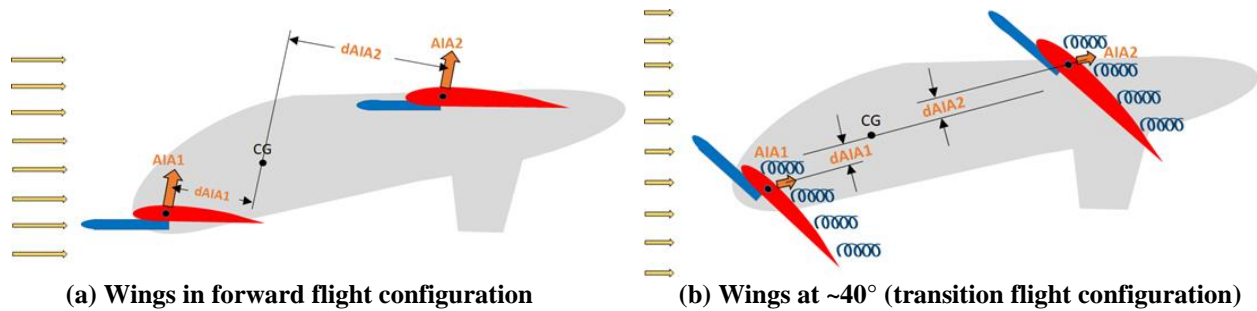 AIA2
dAIA2
CG
AIA1
dAIA1
AIA2
dAIA2
CG
AIA1
dAIA1
(a) Wings in forward flight configuration
(b) Wings at ~40° (transition flight configuration)